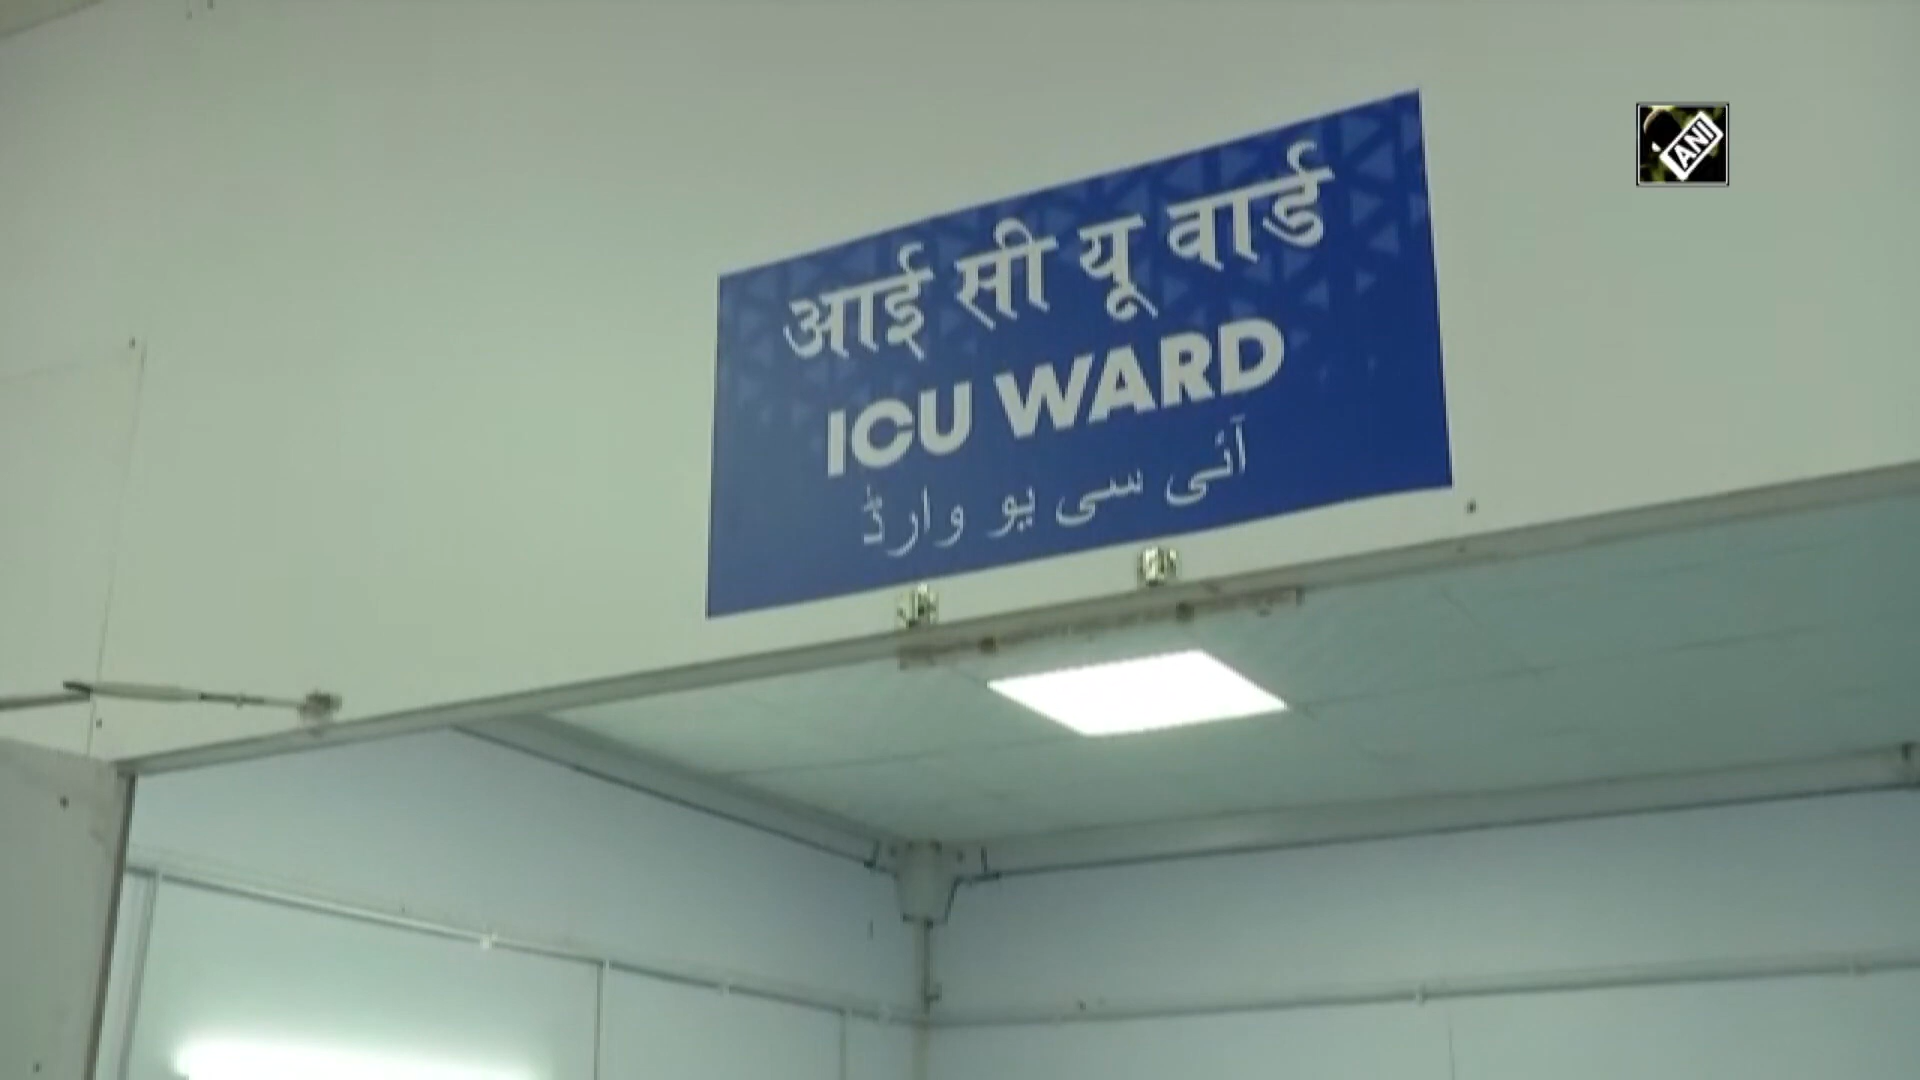 आई सी यू वार्ड
ICU WARD
آئی سی یو وارڈ
ANI